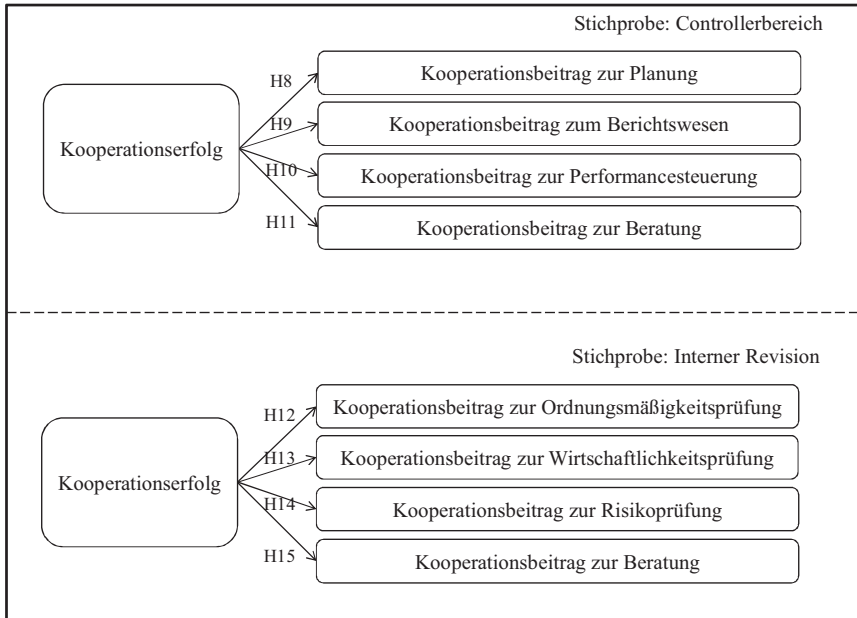 Stichprobe: Controllerbereich
H8
Kooperationsbeitrag zur Planung
H9
Kooperationsbeitrag zum Berichtswesen
Kooperationserfolg
H10
Kooperationsbeitrag zur Performancesteuerung
H11
Kooperationsbeitrag zur Beratung
Stichprobe: Interner Revision
H12
Kooperationsbeitrag zur Ordnungsmäßigkeitsprüfung
H13
Kooperationsbeitrag zur Wirtschaftlichkeitsprüfung
Kooperationserfolg
H14
Kooperationsbeitrag zur Risikoprüfung
H15
Kooperationsbeitrag zur Beratung